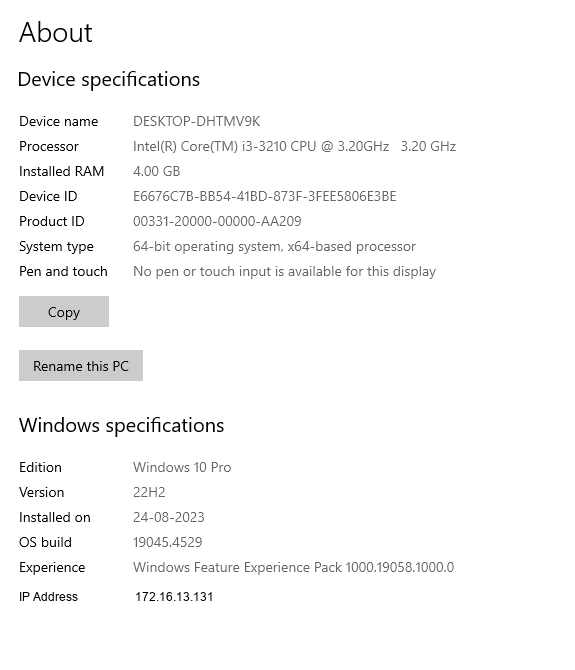 About
Device specifications
Device name DESKTOP-DHTMV9K
Processor Intel(R) Core(TM) i3-3210 CPU @ 3.20GHz 3.20 GHz
Installed RAM 4.00 GB
Device ID E6676C7B-BB54-41BD-873F-3FEE5806E3BE
Product ID 00331-20000-00000-AA209
System type 64-bit operating system, x64-based processor
Pen and touch No pen or touch input is available for this display
Copy
Rename this PC
Windows specifications
Edition Windows 10 Pro
Version 22H2
Installed on 24-08-2023
OS build 19045.4529
Experience Windows Feature Experience Pack 1000.19058.1000.0
IP Address 172.16.13.131